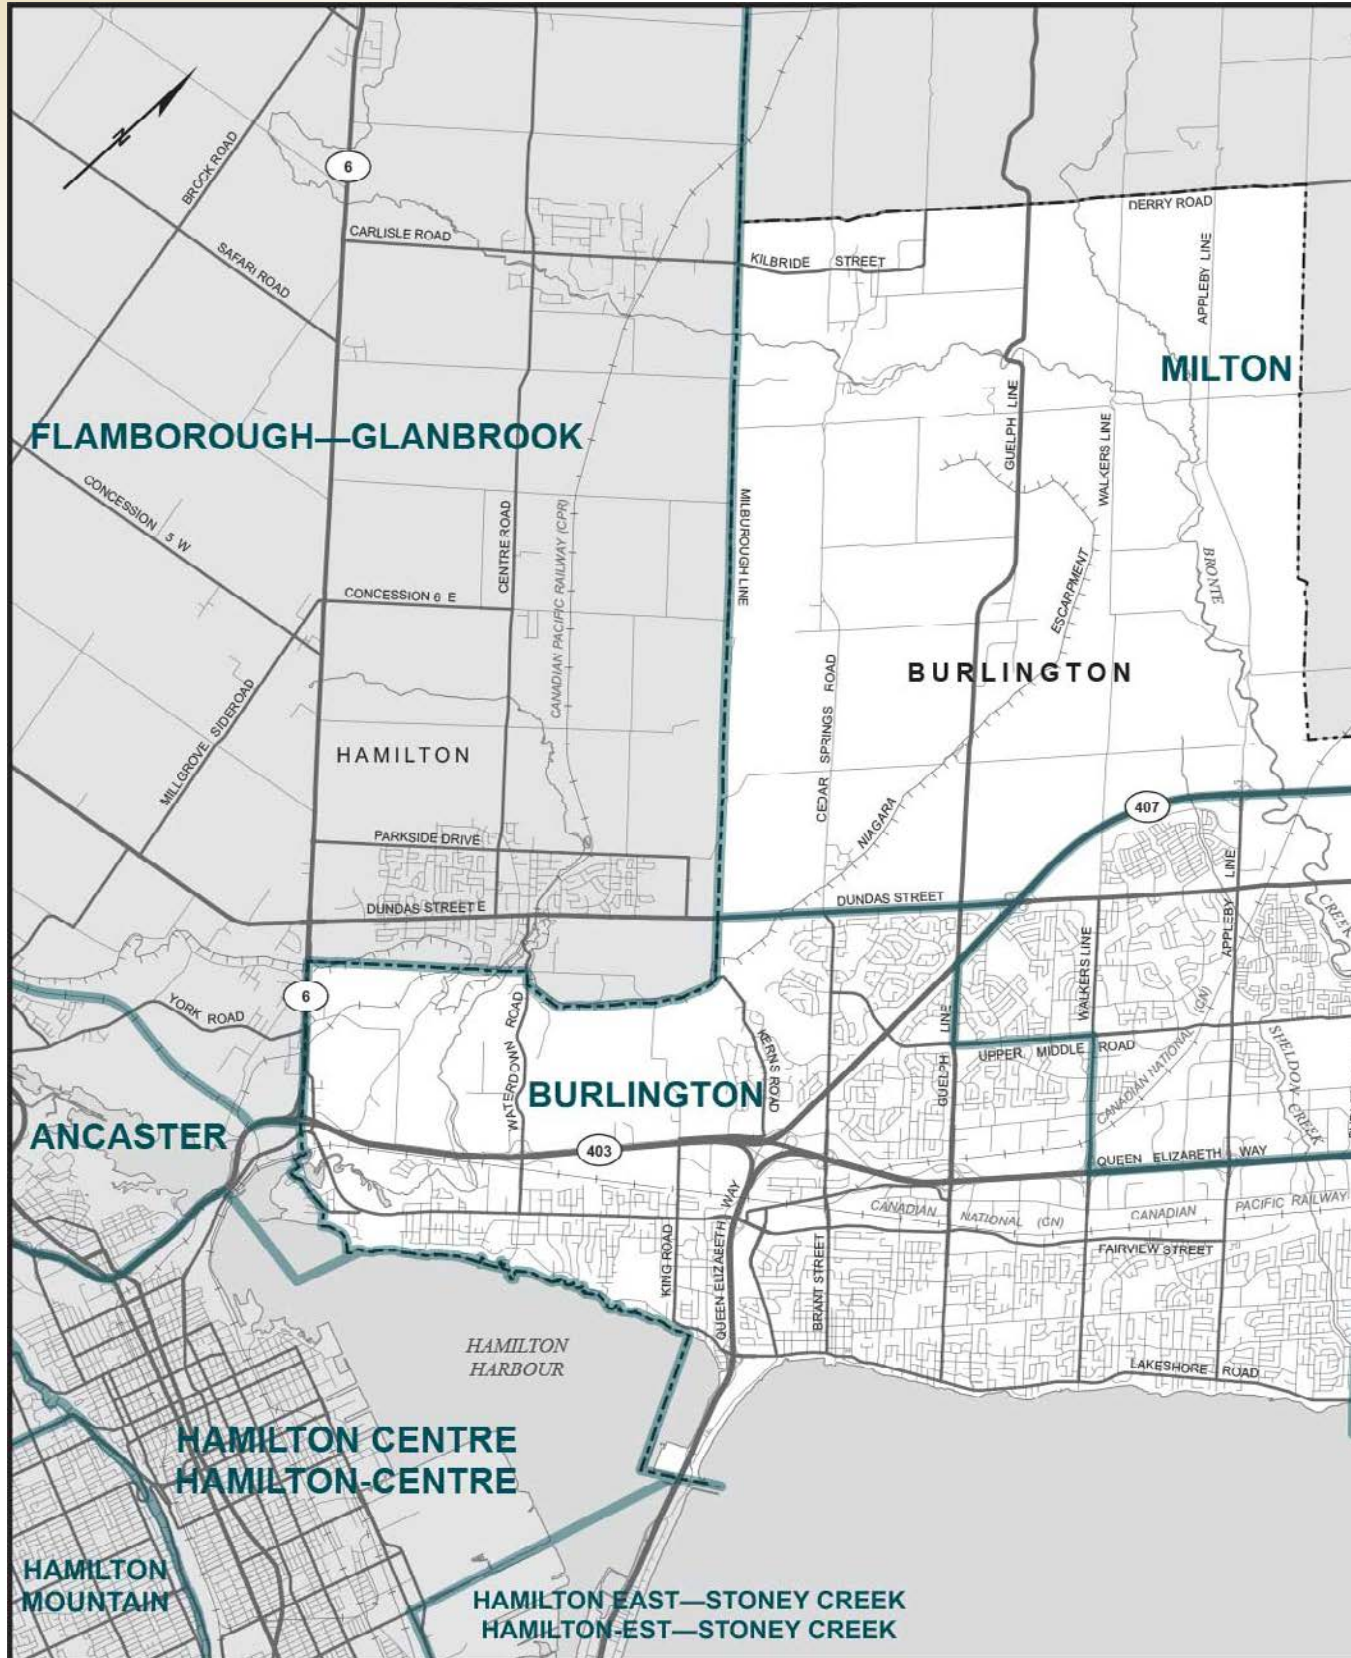 N
BROCK ROAD
6
SAFARI ROAD
CARLISLE ROAD
KILBRIDE STREET
DERRY ROAD
APPLEBY LINE
MILTON
FLAMBOROUGH—GLANBROOK
GUELPH LINE
WALKERS LINE
CONCESSION 5 W
CENTRE ROAD
CANADIAN PACIFIC RAILWAY (CPR)
MILBUROUGH LINE
BRONTE
CONCESSION 6 E
ESCARPMENT
BURLINGTON
MILLGROVE SIDEROAD
HAMILTON
CEDAR SPRINGS ROAD
NIAGARA
407
PARKSIDE DRIVE
DUNDAS STREET E
DUNDAS STREET
APPLEBY LINE
CREEK
WALKERS LINE
6
YORK ROAD
WATERDOWN ROAD
KERNS ROAD
GUELPH LINE
UPPER MIDDLE ROAD
CANADIAN NATIONAL (CN)
SHELDON CREEK
BURLINGTON
ANCASTER
403
QUEEN ELIZABETH WAY
QUEEN ELIZABETH WAY
CANADIAN NATIONAL (CN)
CANADIAN PACIFIC RAILWAY
KING ROAD
BRANT STREET
FAIRVIEW STREET
HAMILTON
HARBOUR
LAKESHORE ROAD
HAMILTON CENTRE
HAMILTON-CENTRE
HAMILTON
MOUNTAIN
HAMILTON EAST—STONEY CREEK
HAMILTON-EST—STONEY CREEK